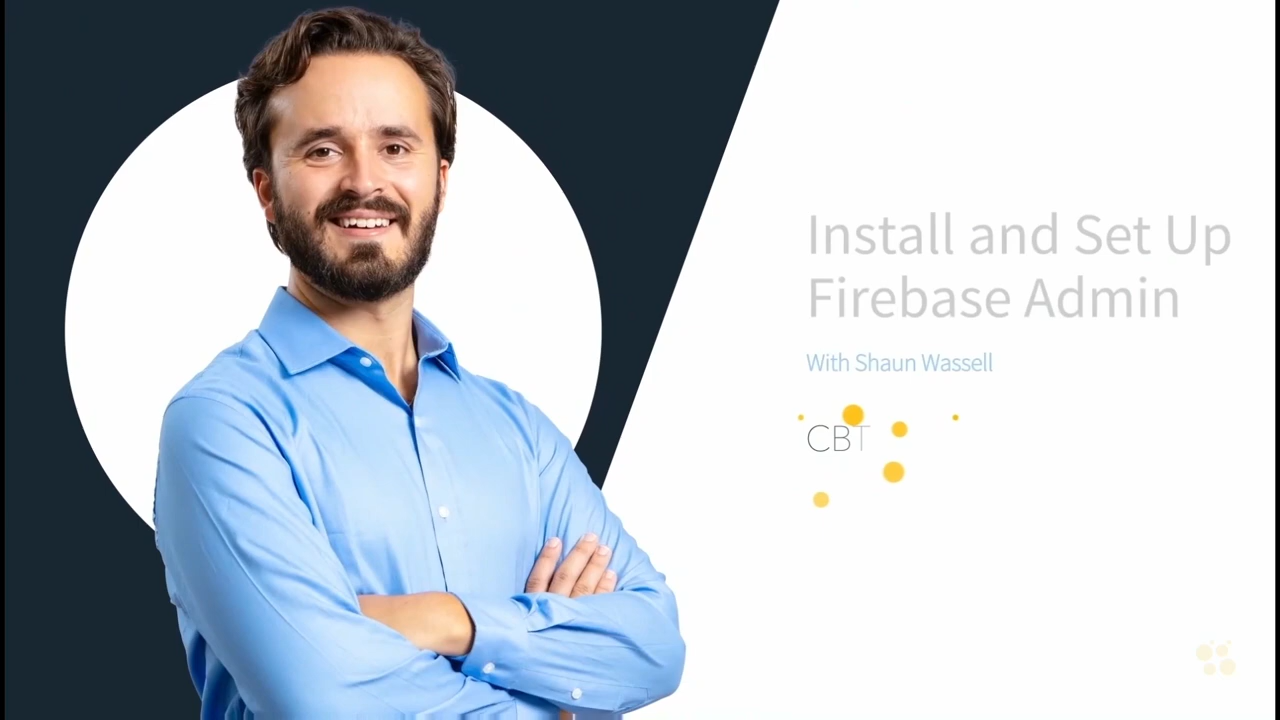 Install and Set Up
Firebase Admin
With Shaun Wassell
CBT